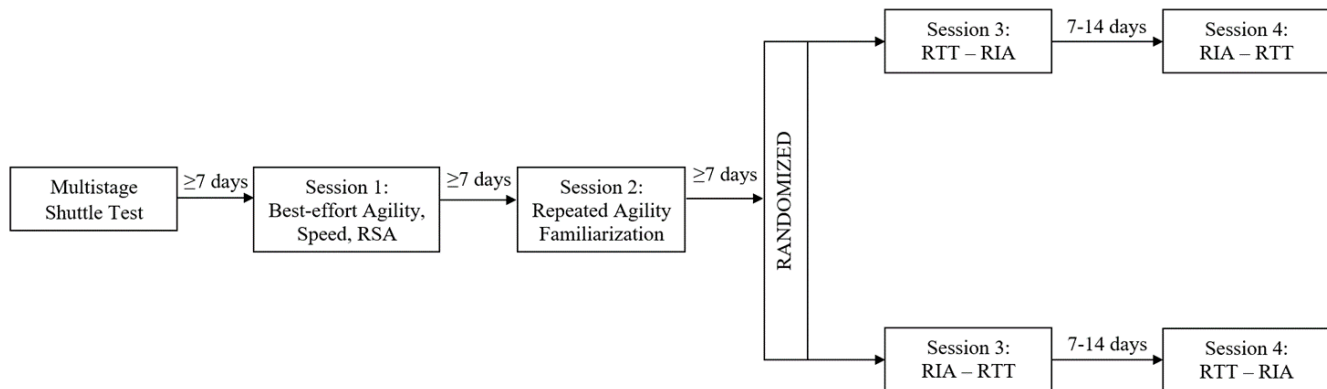 Multistage
Shuttle Test
≥7 days
Session 1:
Best-effort Agility,
Speed, RSA
≥7 days
Session 2:
Repeated Agility
Familiarization
≥7 days
RANDOMIZED
Session 3:
RTT – RIA
7-14 days
Session 4:
RIA – RTT
Session 3:
RIA – RTT
7-14 days
Session 4:
RTT – RIA